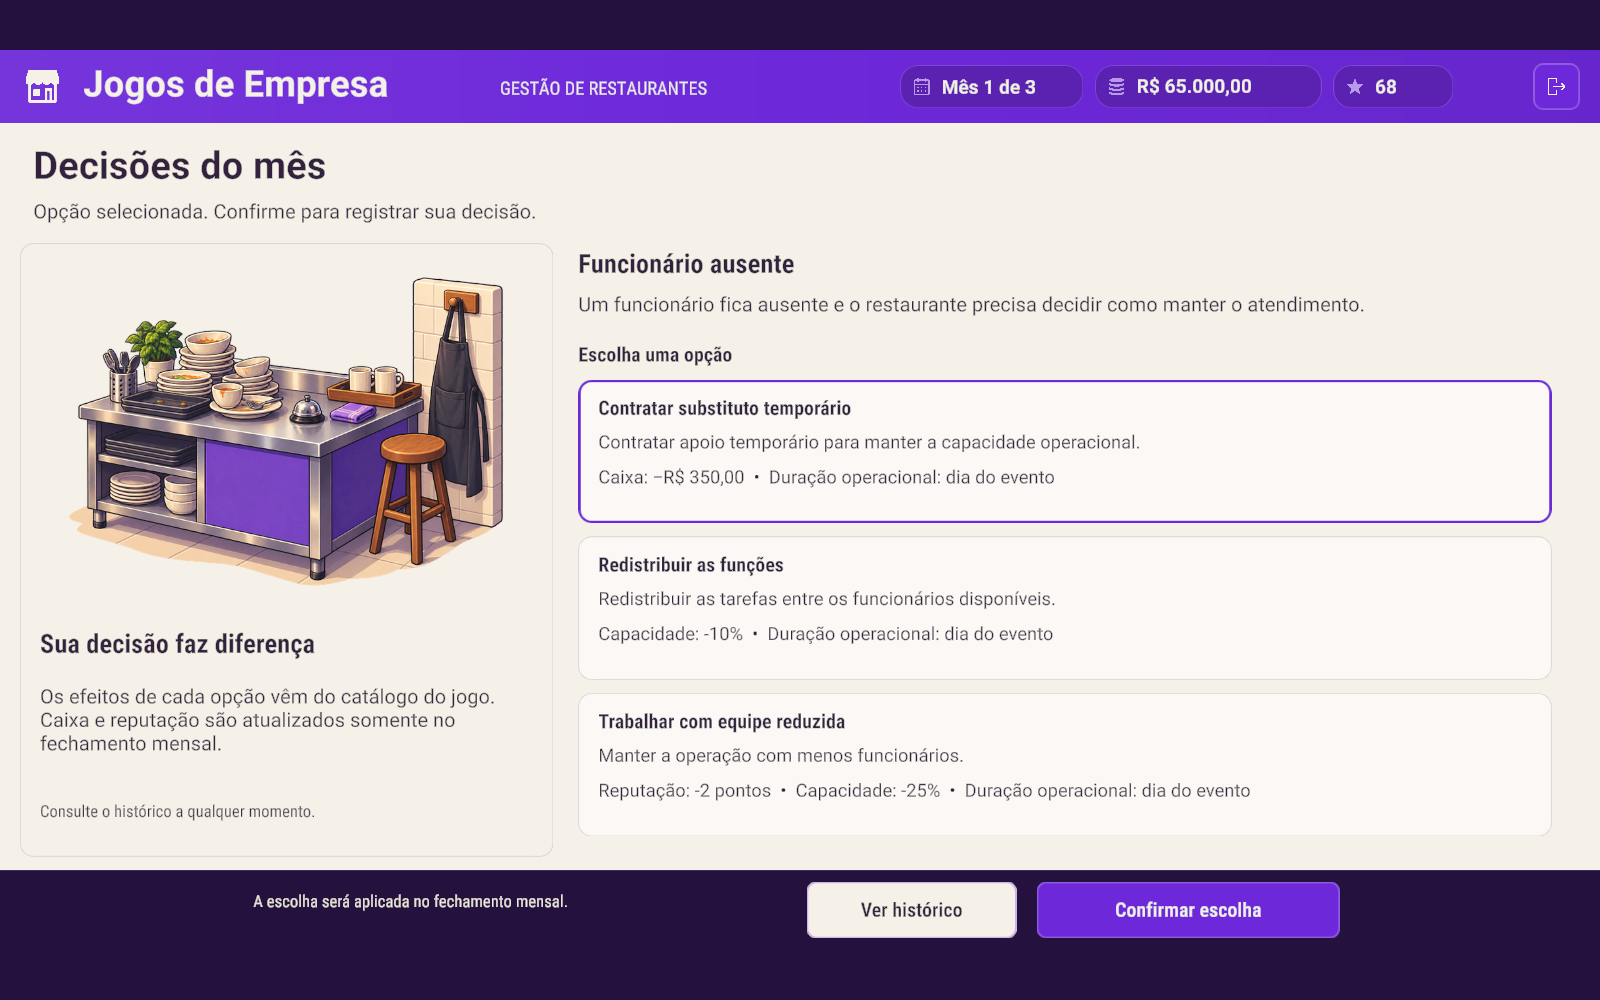 Jogos de Empresa
GESTÃO DE RESTAURANTES
Mês 1 de 3
R$ 65.000,00
68
Decisões do mês
Opção selecionada. Confirme para registrar sua decisão.
Sua decisão faz diferença
Os efeitos de cada opção vêm do catálogo do jogo.
Caixa e reputação são atualizados somente no
fechamento mensal.
Consulte o histórico a qualquer momento.
Funcionário ausente
Um funcionário fica ausente e o restaurante precisa decidir como manter o atendimento.
Escolha uma opção
Contratar substituto temporário
Contratar apoio temporário para manter a capacidade operacional.
Caixa: −R$ 350,00 • Duração operacional: dia do evento
Redistribuir as funções
Redistribuir as tarefas entre os funcionários disponíveis.
Capacidade: -10% • Duração operacional: dia do evento
Trabalhar com equipe reduzida
Manter a operação com menos funcionários.
Reputação: -2 pontos • Capacidade: -25% • Duração operacional: dia do evento
A escolha será aplicada no fechamento mensal.
Ver histórico
Confirmar escolha